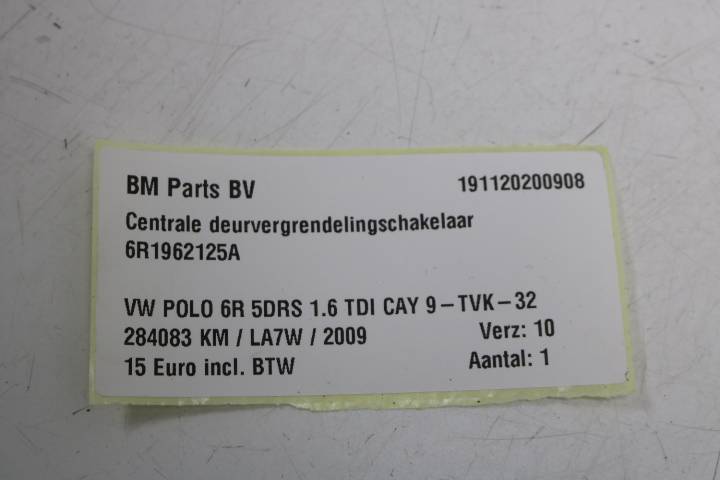 BM Parts BV 191120200908
Centrale deurvergrendelingschakelaar
6R1962125A
VW POLO 6R 5DRS 1.6 TDI CAY 9-TVK-32
284083 KM / LA7W / 2009 Verz: 10
15 Euro incl. BTW Aantal: 1